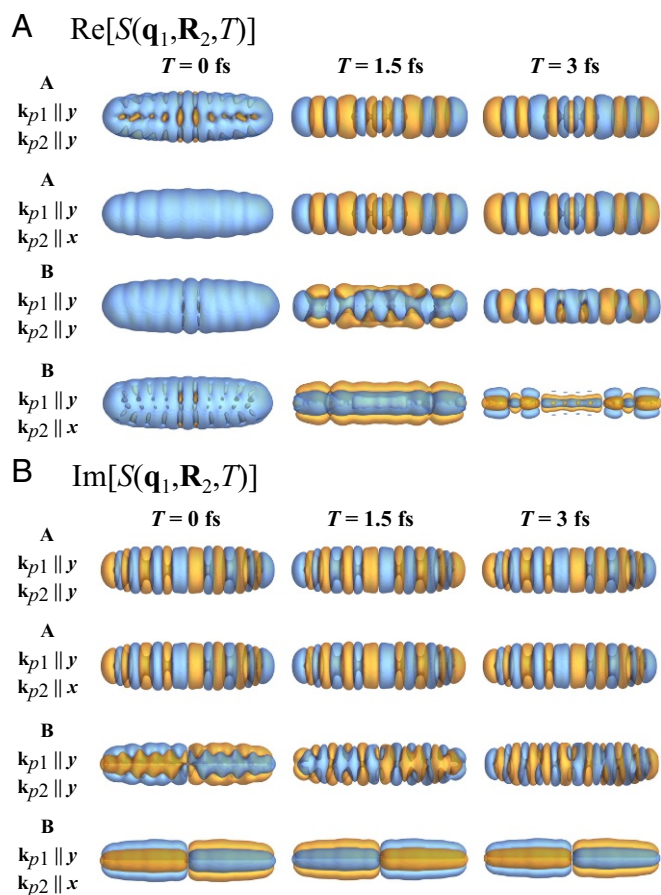 A Re[S(q₁,R₂,T)]
T = 0 fs T = 1.5 fs T = 3 fs
A
kₚ₁ || y
kₚ₂ || y
A
kₚ₁ || y
kₚ₂ || x
B
kₚ₁ || y
kₚ₂ || y
B
kₚ₁ || y
kₚ₂ || x
B Im[S(q₁,R₂,T)]
T = 0 fs T = 1.5 fs T = 3 fs
A
kₚ₁ || y
kₚ₂ || y
A
kₚ₁ || y
kₚ₂ || x
B
kₚ₁ || y
kₚ₂ || y
B
kₚ₁ || y
kₚ₂ || x